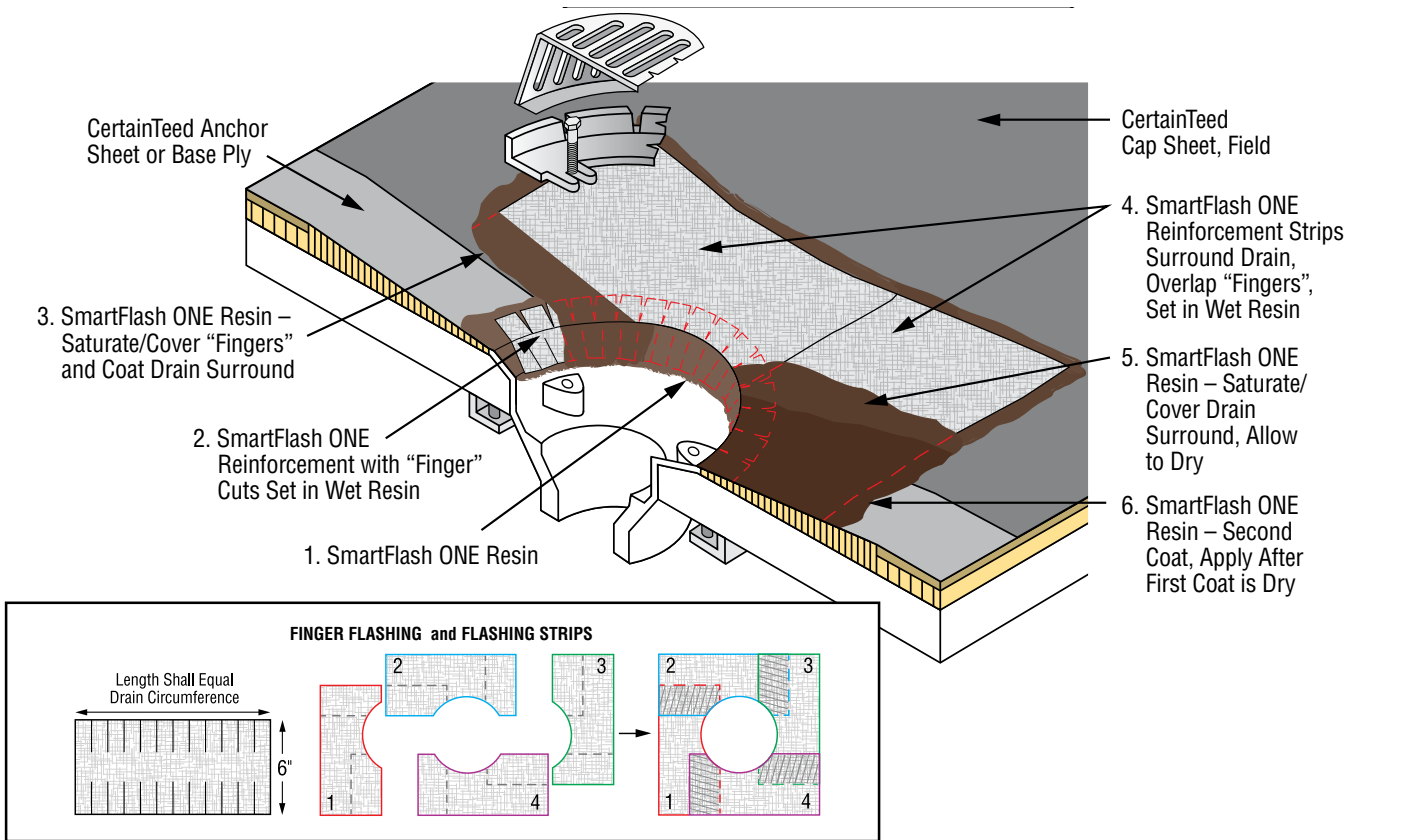 CertainTeed Anchor
Sheet or Base Ply
3. SmartFlash ONE Resin –
Saturate/Cover “Fingers”
and Coat Drain Surround
2. SmartFlash ONE
Reinforcement with “Finger”
Cuts Set in Wet Resin
1. SmartFlash ONE Resin
CertainTeed
Cap Sheet, Field
4. SmartFlash ONE
Reinforcement Strips
Surround Drain,
Overlap “Fingers”,
Set in Wet Resin
5. SmartFlash ONE
Resin – Saturate/
Cover Drain
Surround, Allow
to Dry
6. SmartFlash ONE
Resin – Second
Coat, Apply After
First Coat is Dry
FINGER FLASHING and FLASHING STRIPS
Length Shall Equal
Drain Circumference
6"
1
2
3
4
2
3
1
4